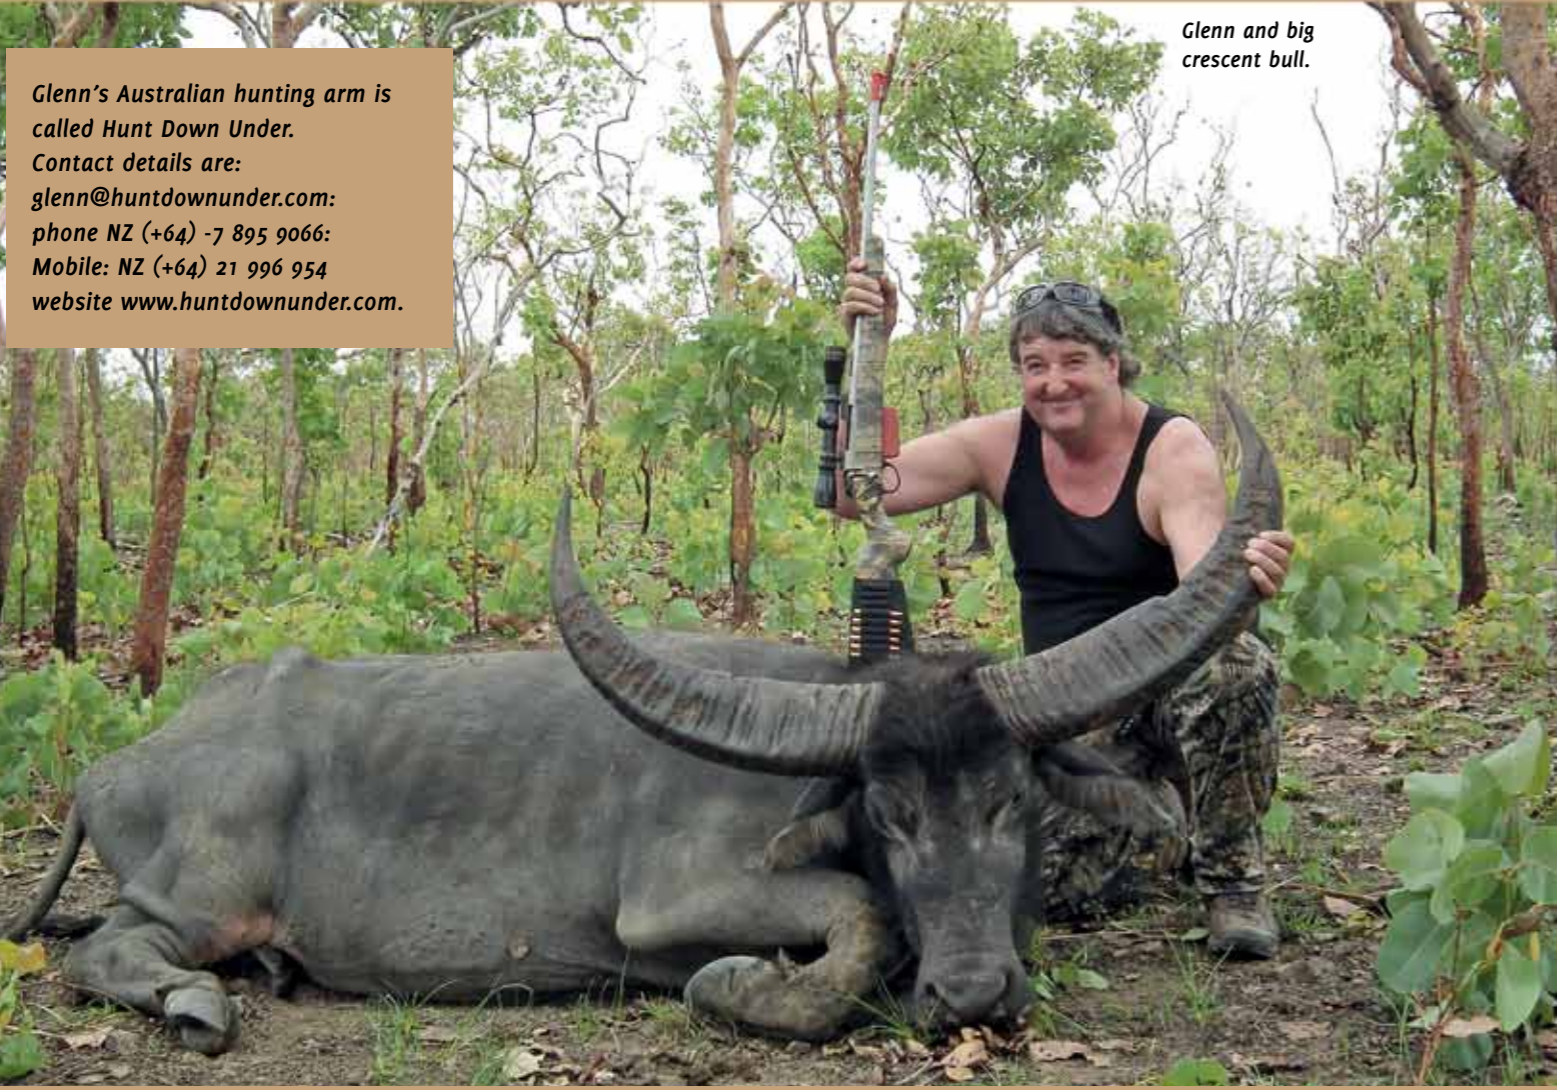 Glenn's Australian hunting arm is
called Hunt Down Under.
Contact details are:
glenn@huntdownunder.com:
phone NZ (+64) -7 895 9066:
Mobile: NZ (+64) 21 996 954
website www.huntdownunder.com.
Glenn and big
crescent bull.